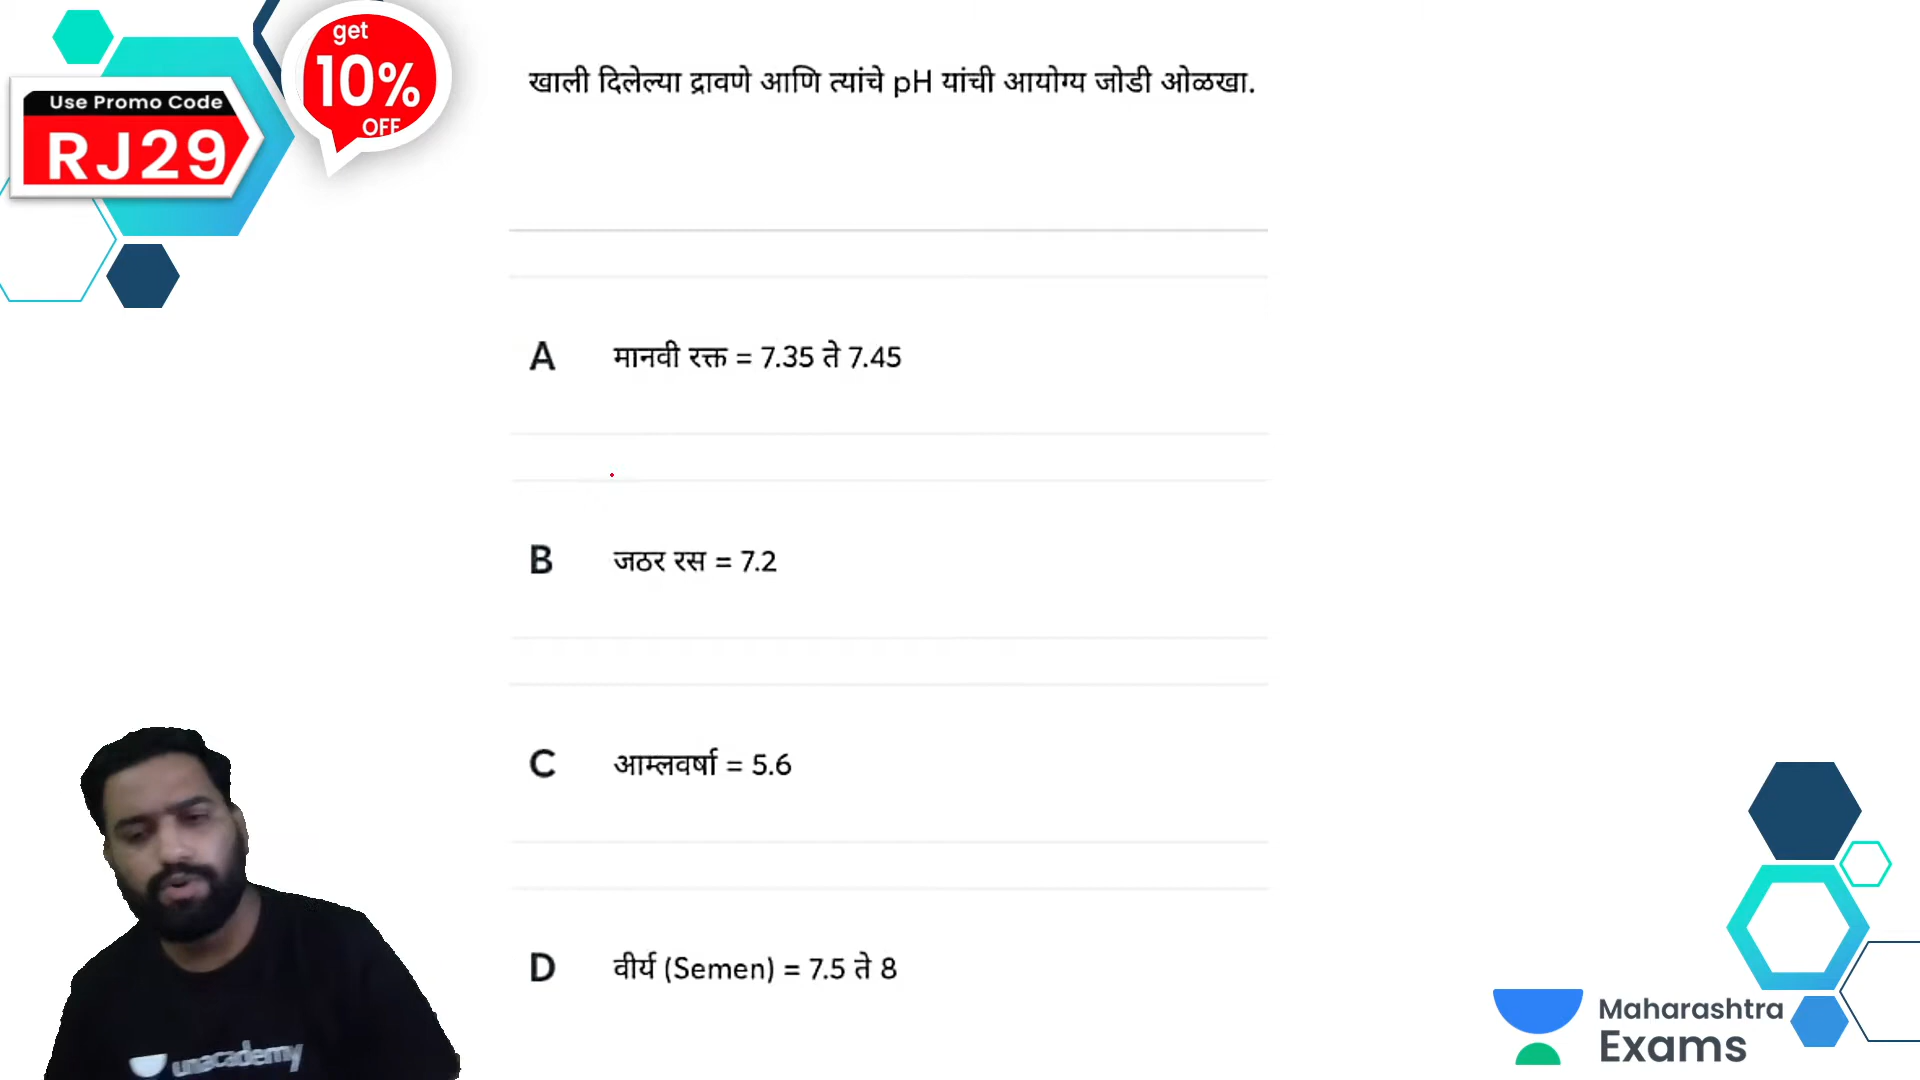 get
10%
OFF
Use Promo Code
RJ29
खाली दिलेल्या द्रावणे आणि त्यांचे pH यांची आयोग्य जोडी ओळखा.
A मानवी रक्त = 7.35 ते 7.45
B जठर रस = 7.2
C आम्लवर्षा = 5.6
D वीर्य (Semen) = 7.5 ते 8
unacademy
Maharashtra
Exams